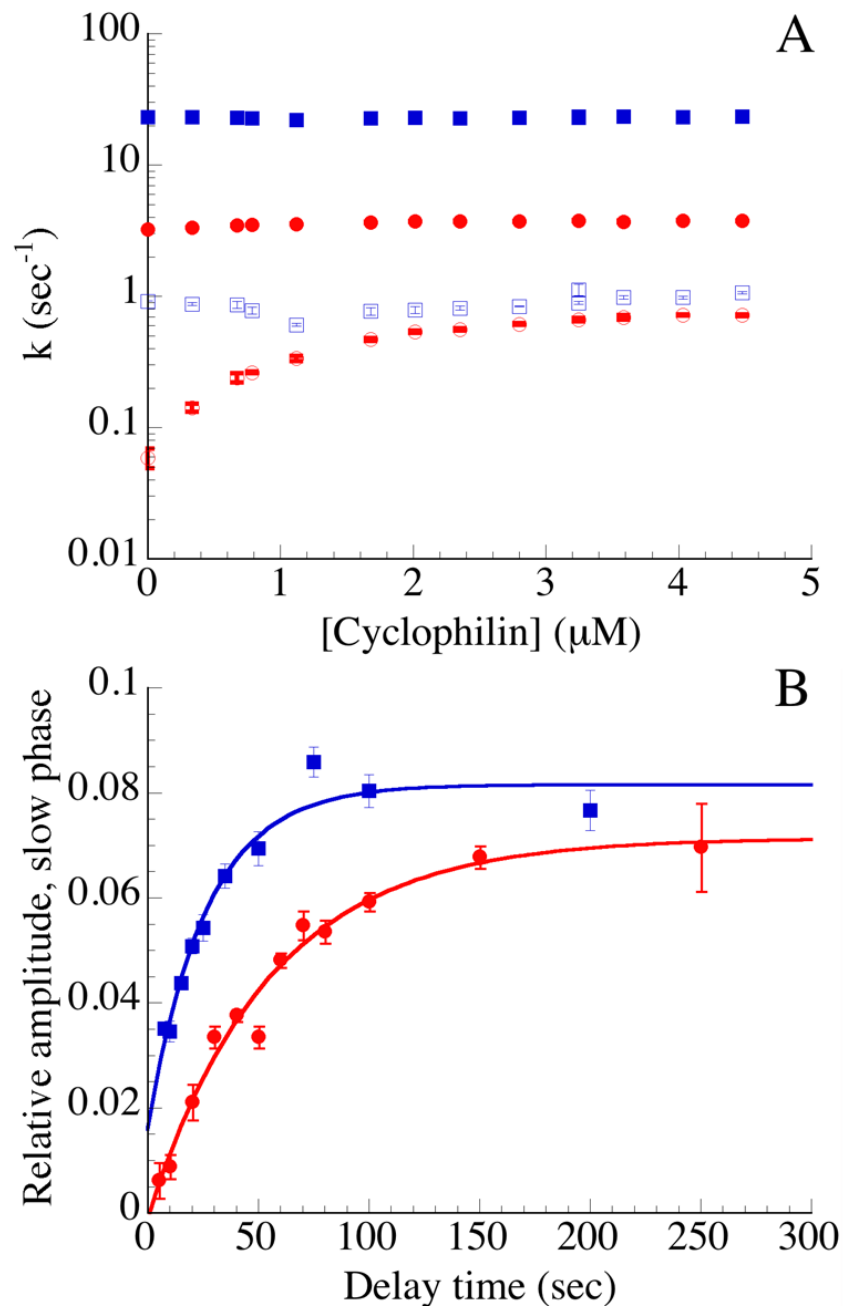 A
100
10
1
0.1
0.01
k (sec⁻¹)
0 1 2 3 4 5
[Cyclophilin] (μM)
B
0.1
0.08
0.06
0.04
0.02
0
Relative amplitude, slow phase
0 50 100 150 200 250 300
Delay time (sec)